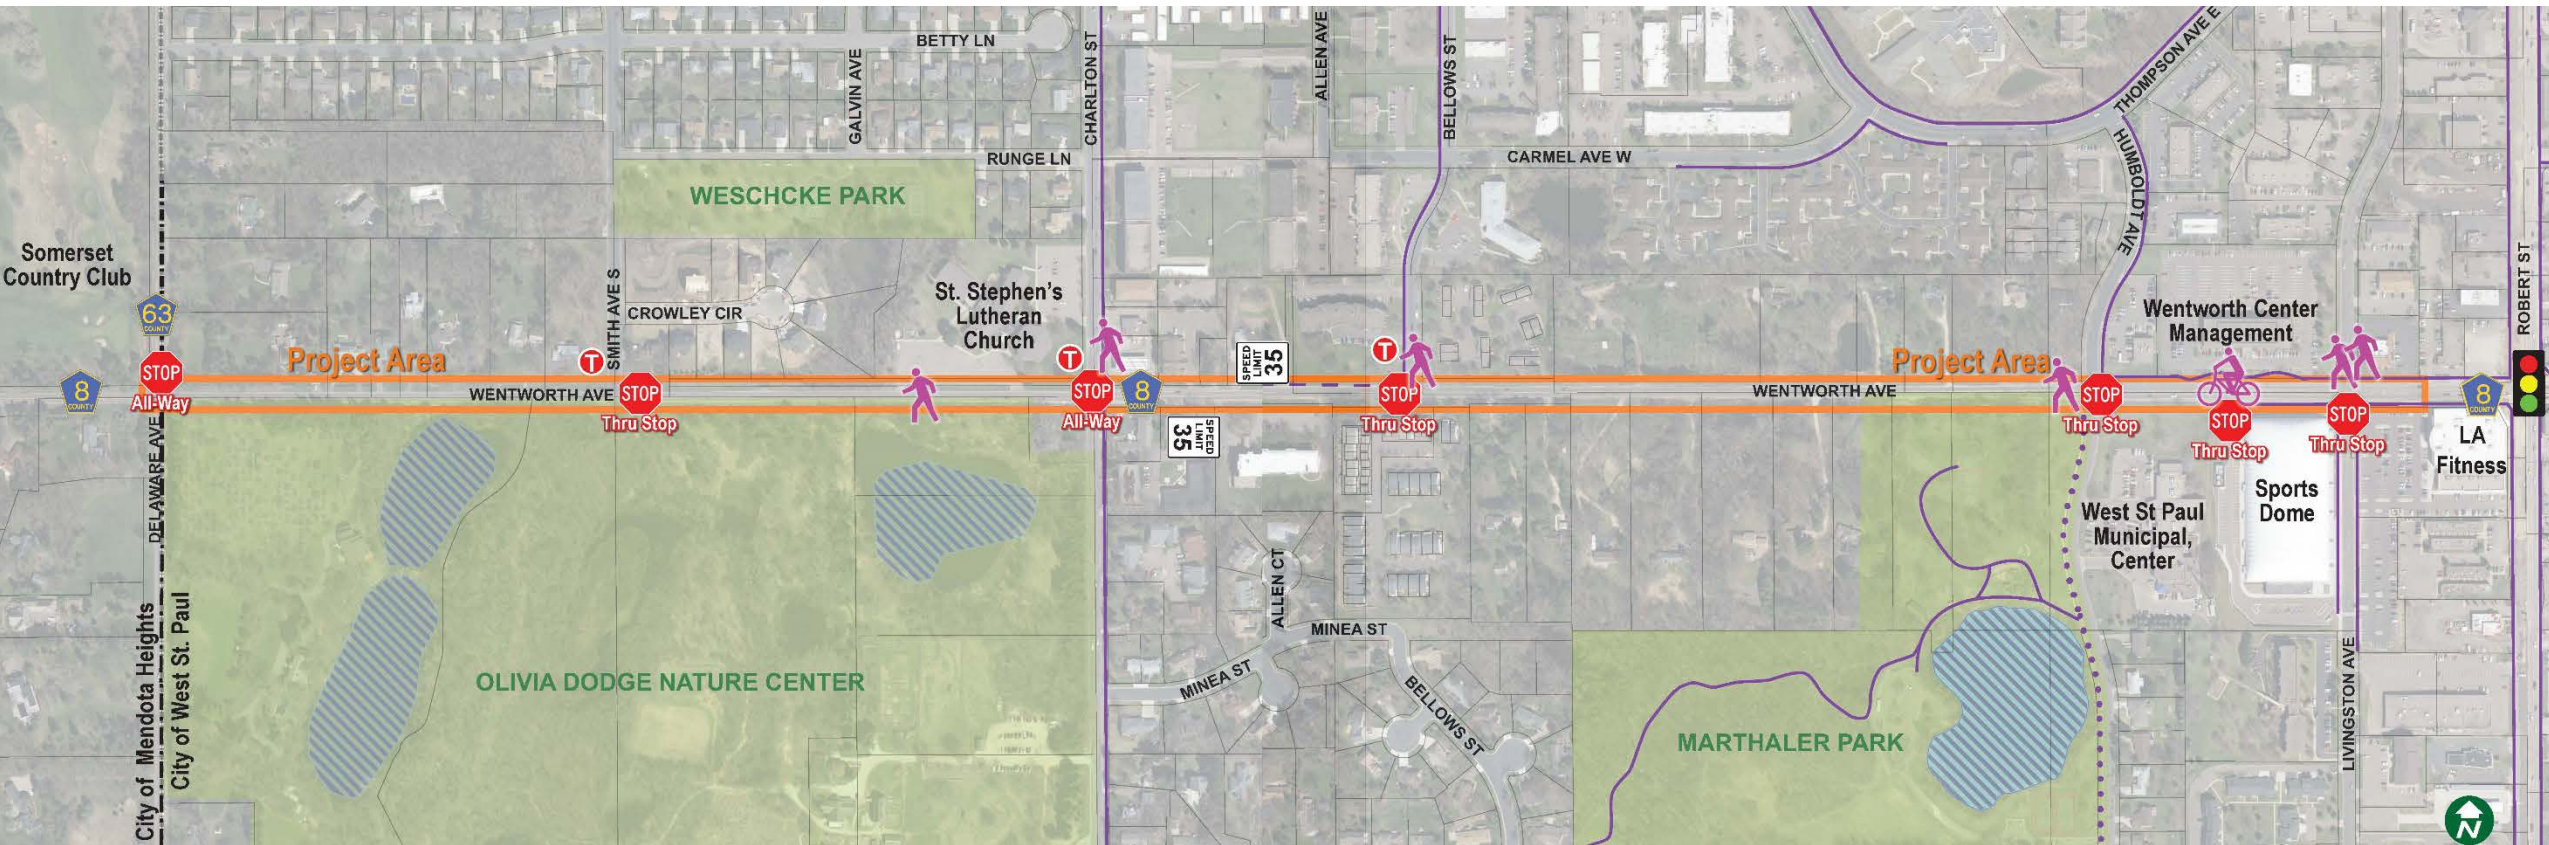 BETTY LN
GALVIN AVE
CHARLTON ST
RUNGE LN
ALLEN AVE
BELLOWS ST
CARMEL AVE W
THOMPSON AVE E
HUMBOLDT AVE
WESCHCKE PARK
Somerset
Country Club
63
COUNTY
SMITH AVE S
CROWLEY CIR
St. Stephen's
Lutheran
Church
Wentworth Center
Management
ROBERT ST
Project Area
Project Area
T
T
T
SPEED
LIMIT
35
8
COUNTY
STOP
All-Way
WENTWORTH AVE
STOP
Thru Stop
STOP
All-Way
8
COUNTY
SPEED
LIMIT
35
STOP
Thru Stop
WENTWORTH AVE
STOP
Thru Stop
STOP
Thru Stop
STOP
Thru Stop
8
COUNTY
LA
Fitness
DELAWARE AVE
Sports
Dome
West St Paul
Municipal,
Center
ALLEN CT
MINEA ST
MINEA ST
BELLOWS ST
City of Mendota Heights
City of West St. Paul
OLIVIA DODGE NATURE CENTER
MARTHALER PARK
LIVINGSTON AVE
N